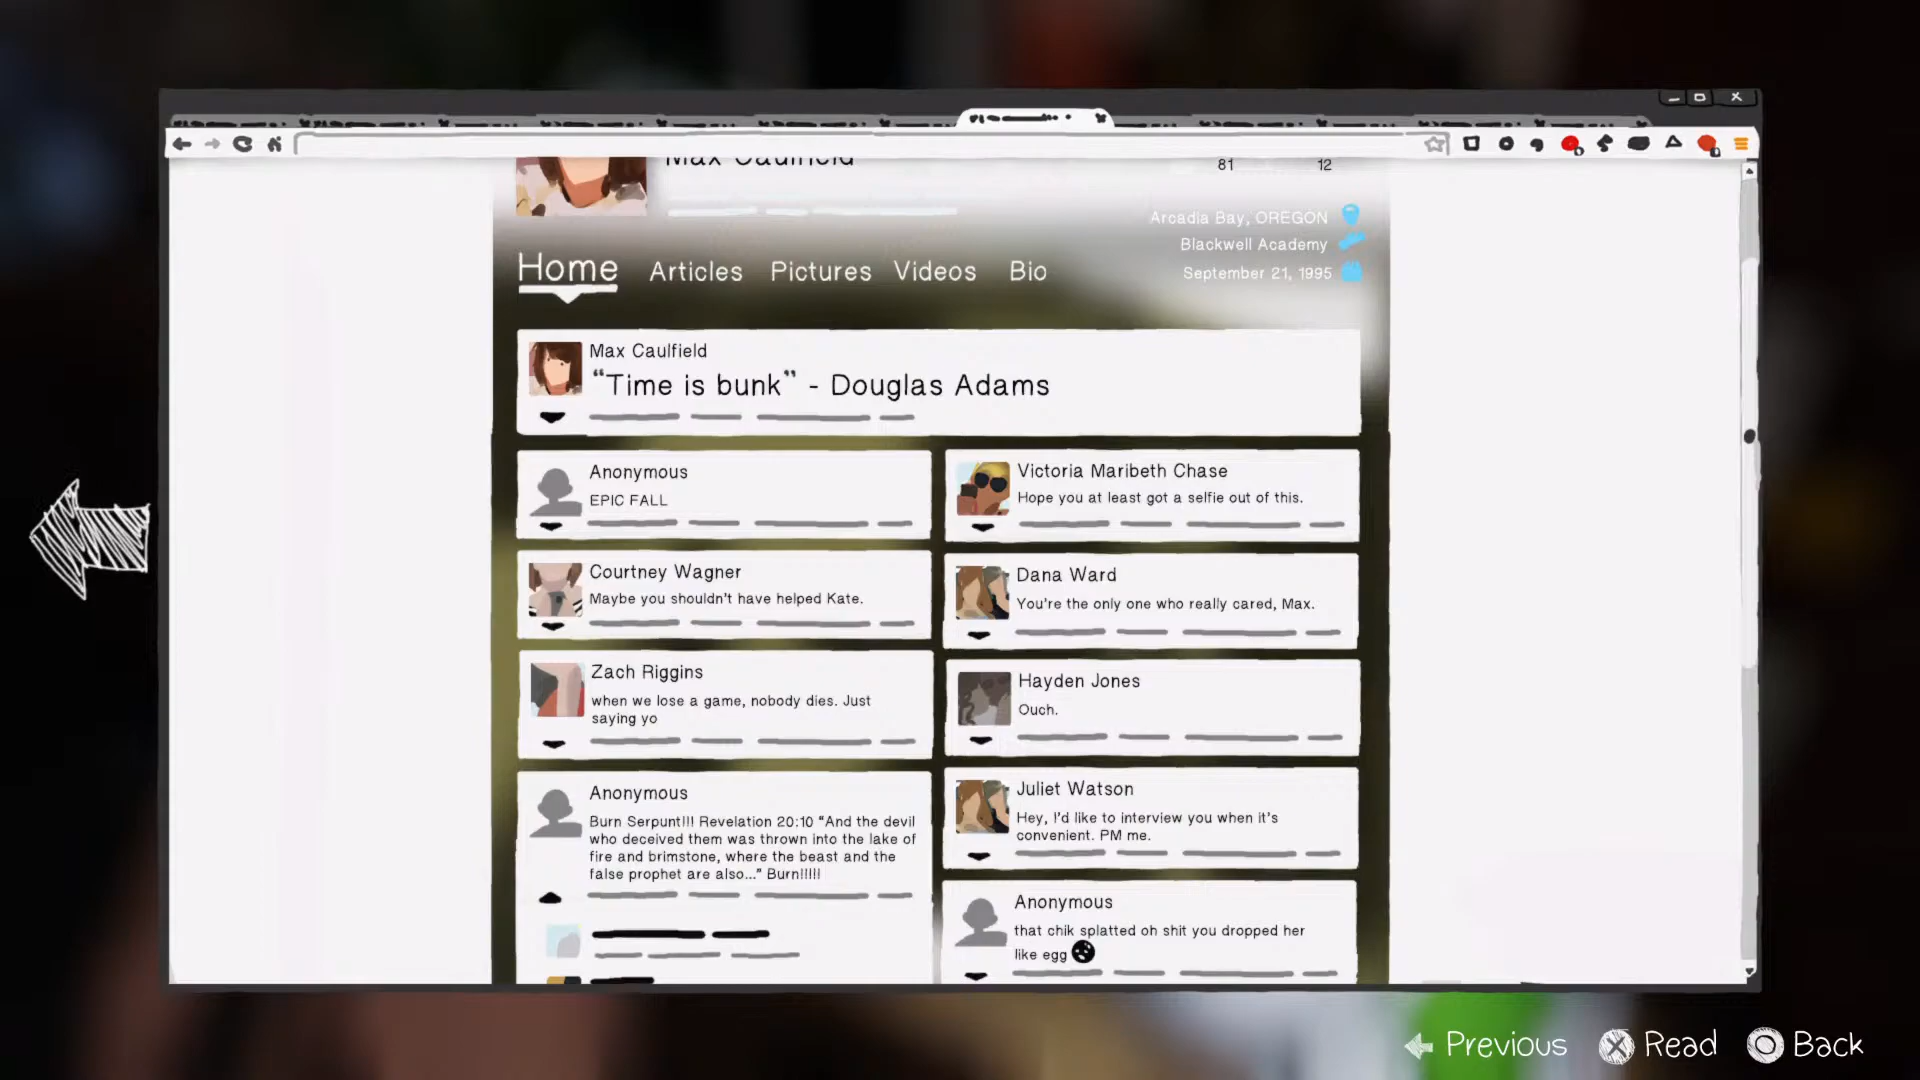 Max Caulfield
81 12
Arcadia Bay, OREGON
Blackwell Academy
September 21, 1995
Home Articles Pictures Videos Bio
Max Caulfield
“Time is bunk” - Douglas Adams
Anonymous
EPIC FALL
Courtney Wagner
Maybe you shouldn't have helped Kate.
Zach Riggins
when we lose a game, nobody dies. Just
saying yo
Anonymous
Burn Serpunt!!! Revelation 20:10 “And the devil
who deceived them was thrown into the lake of
fire and brimstone, where the beast and the
false prophet are also...” Burn!!!!!
Victoria Maribeth Chase
Hope you at least got a selfie out of this.
Dana Ward
You're the only one who really cared, Max.
Hayden Jones
Ouch.
Juliet Watson
Hey, I'd like to interview you when it's
convenient. PM me.
Anonymous
that chik splatted oh shit you dropped her
like egg
Previous Read Back